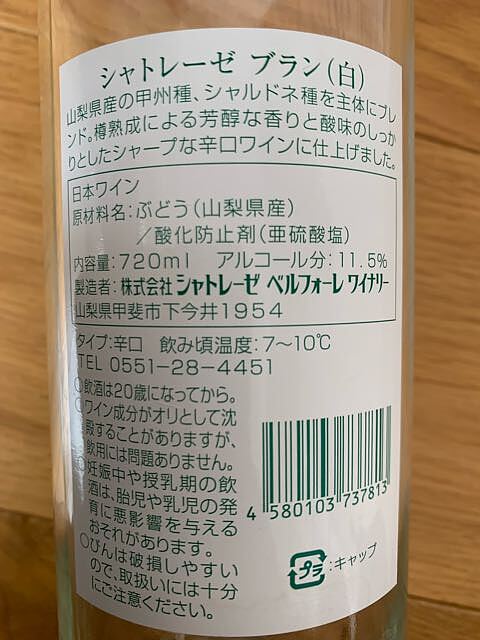 シャトレーゼ ブラン(白)
山梨県産の甲州種、シャルドネ種を主体にブレ
ンド。樽熟成による芳醇な香りと酸味のしっか
りとしたシャープな辛口ワインに仕上げました。
日本ワイン
原材料名:ぶどう(山梨県産)
/酸化防止剤(亜硫酸塩)
内容量:720ml アルコール分:11.5%
製造者:株式会社 シャトレーゼ ベルフォーレ ワイナリー
山梨県甲斐市下今井1954
タイプ:辛口 飲み頃温度:7~10℃
TEL 0551-28-4451
○飲酒は20歳になってから。
○ワイン成分がオリとして沈
殿することがありますが、
飲用には問題ありません。
○妊娠中や授乳期の飲
酒は、胎児や乳児の発
育に悪影響を与える
おそれがあります。
○びんは破損しやすい
ので、取扱いには十分
にご注意ください。
4 580103 737813
プラ:キャップ